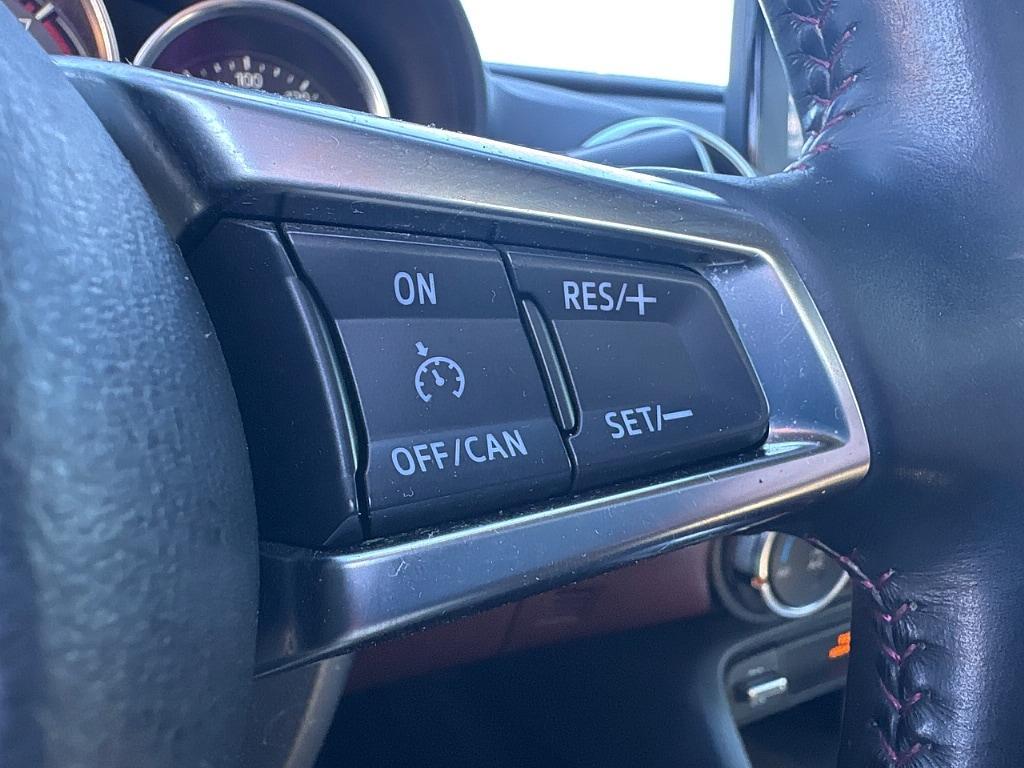 100
ON
RES/+
OFF/CAN
SET/—